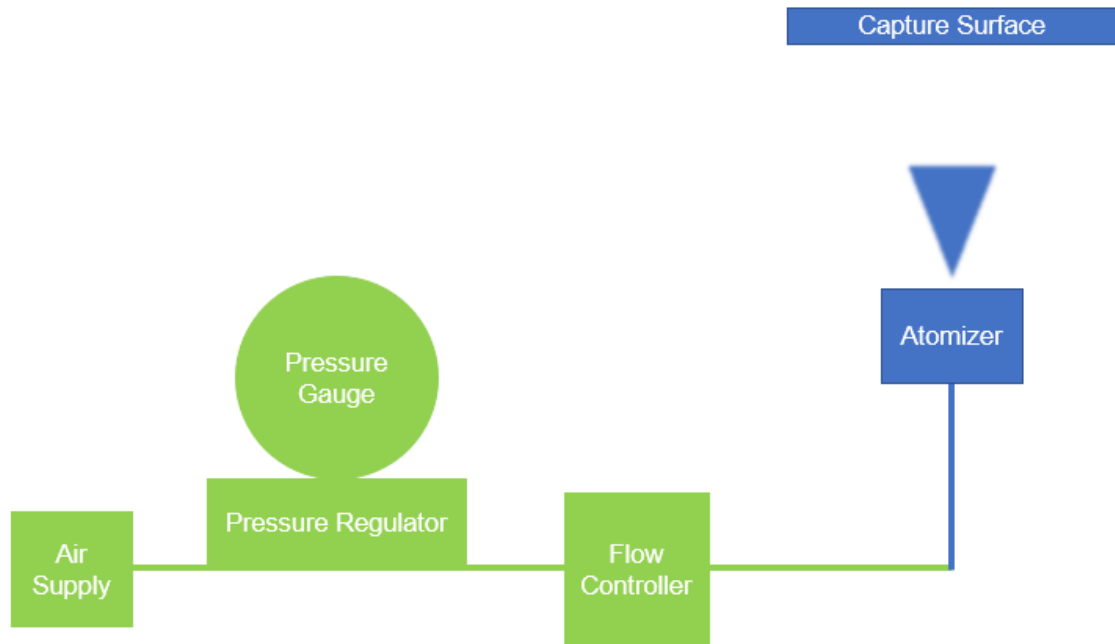 Capture Surface
Atomizer
Pressure
Gauge
Pressure Regulator
Air
Supply
Flow
Controller